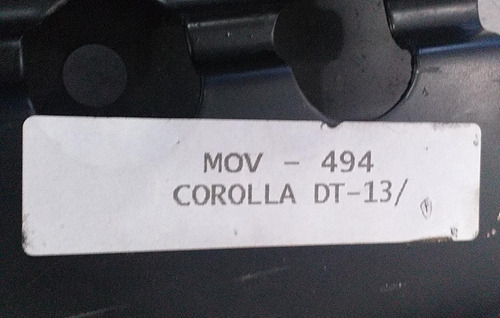 MOV - 494
COROLLA DT-13/